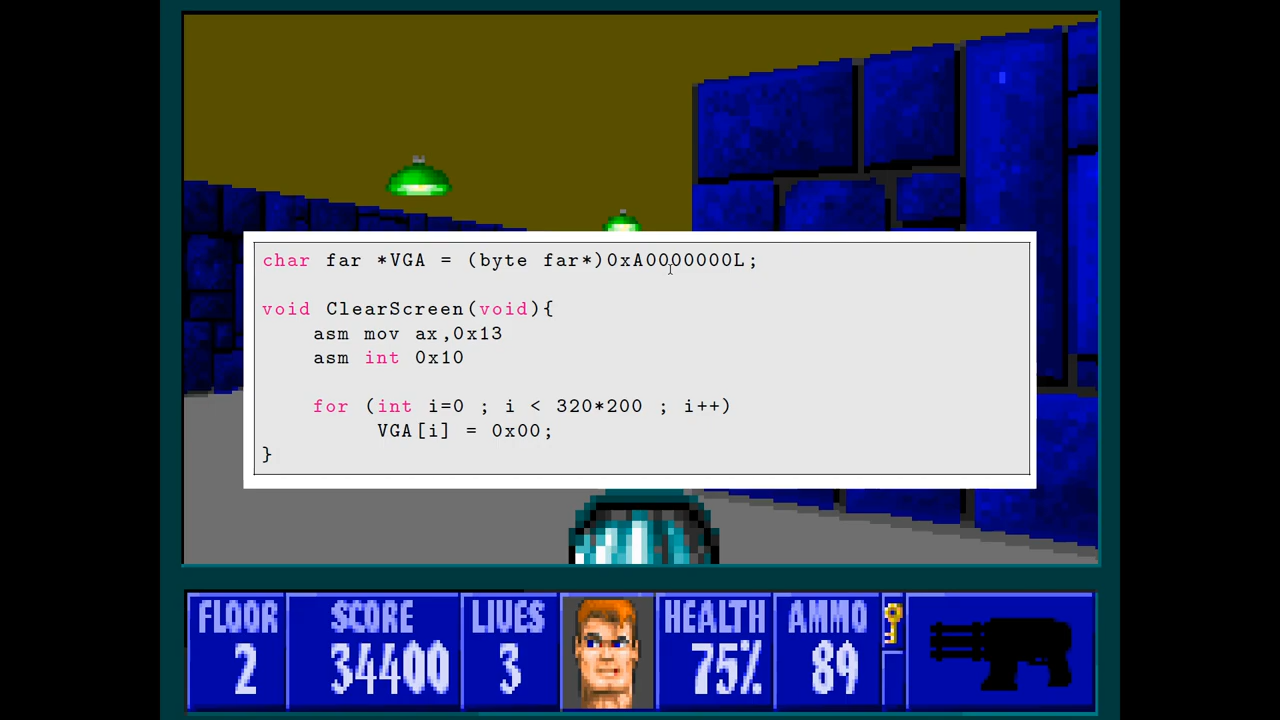 char far *VGA = (byte far*)0xA0000000L;
void ClearScreen(void){
asm mov ax,0x13
asm int 0x10
for (int i=0 ; i < 320*200 ; i++)
VGA[i] = 0x00;
}
FLOOR SCORE LIVES HEALTH AMMO
2 34400 3 75% 89